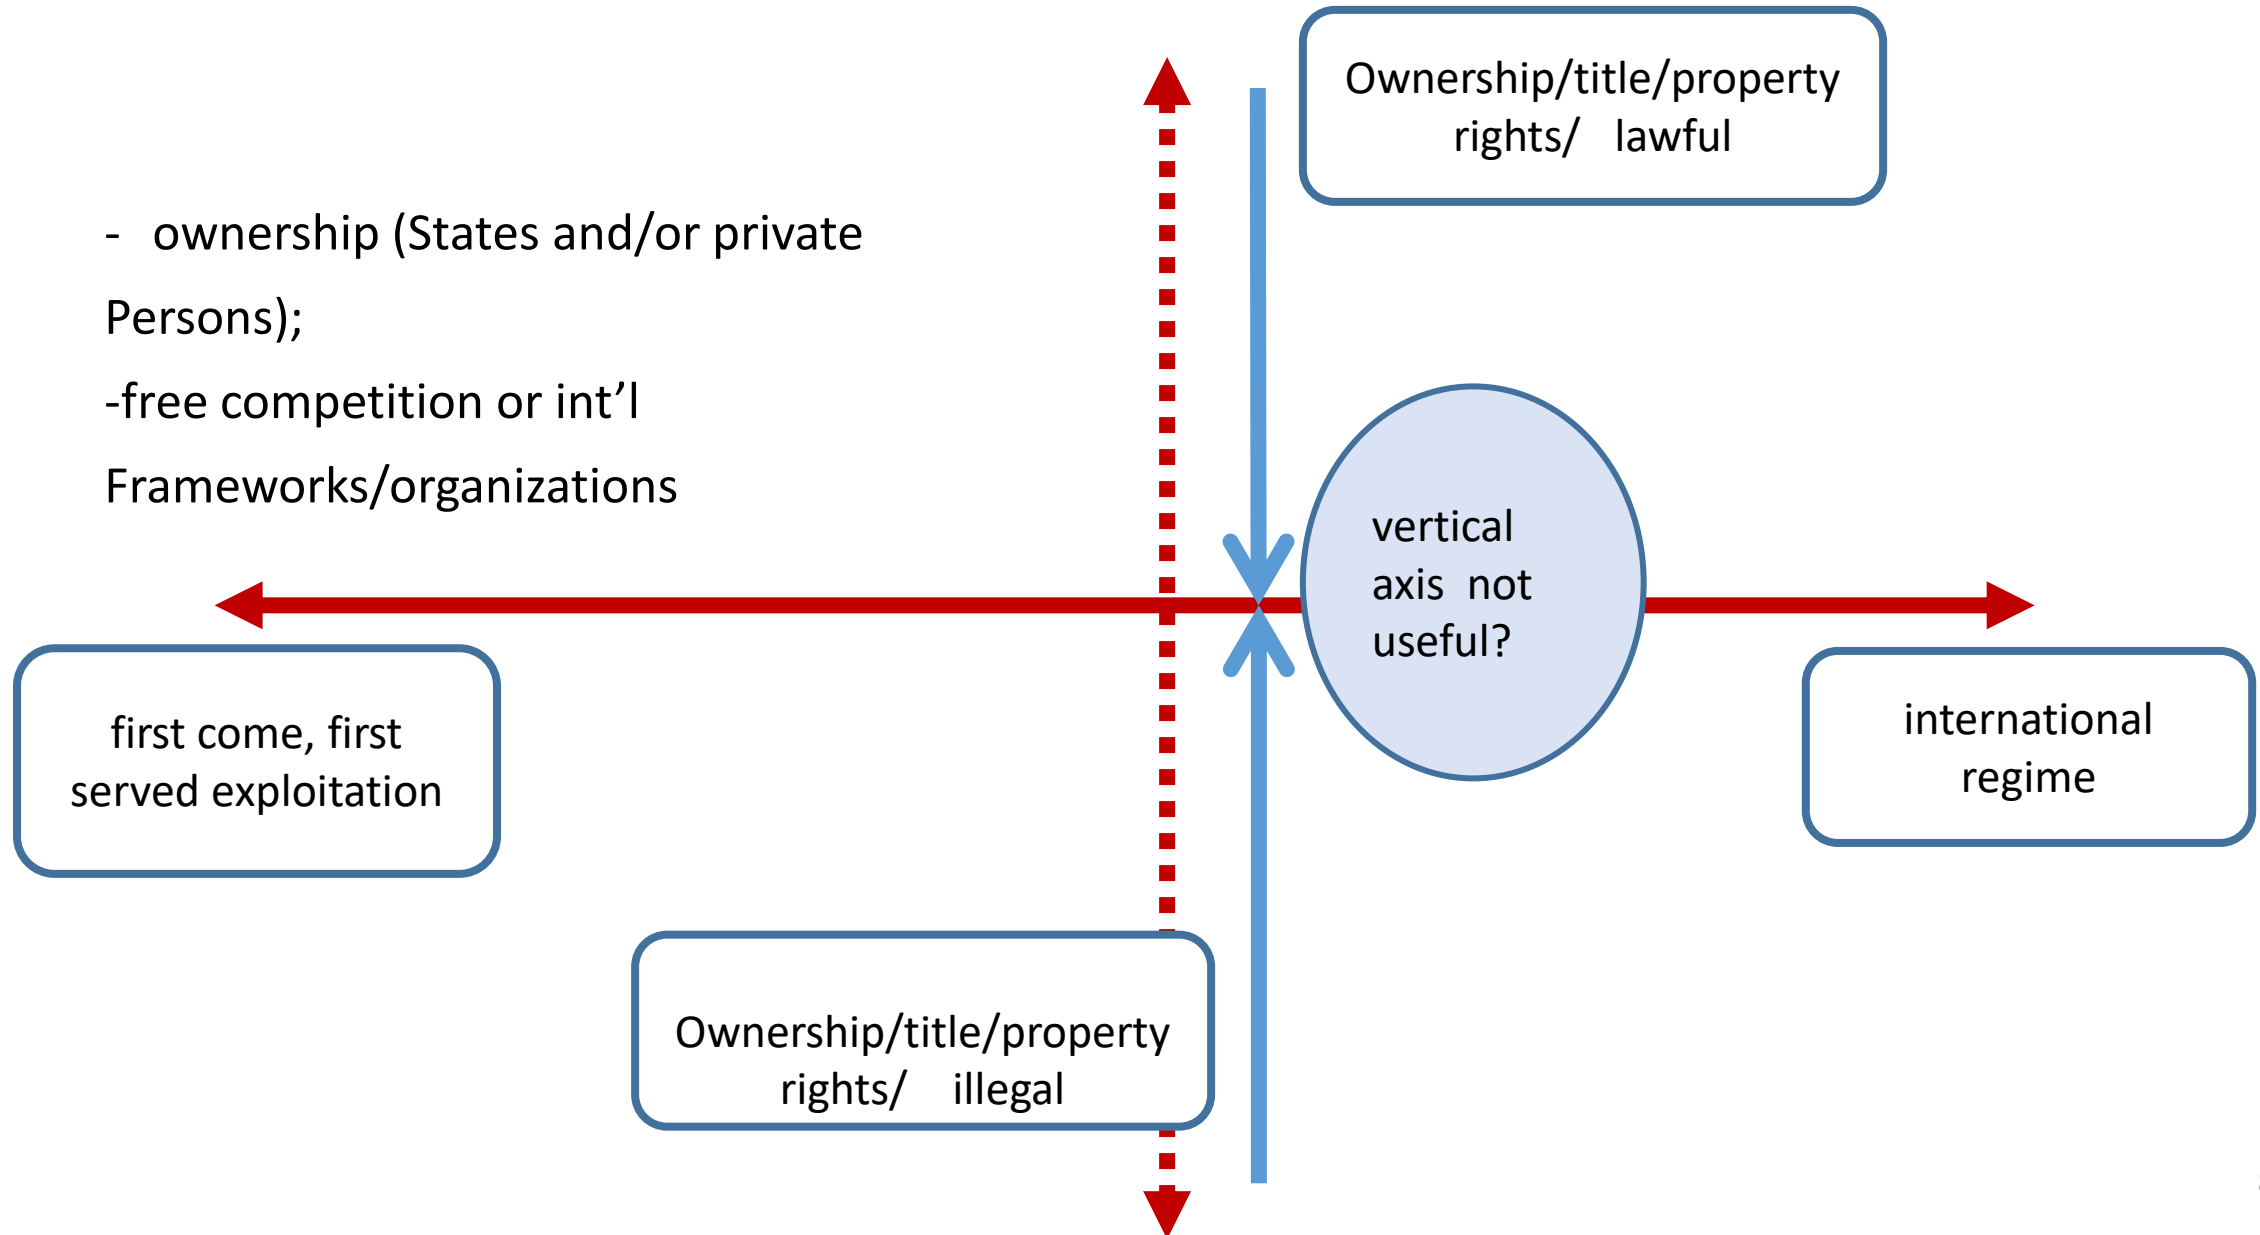 Ownership/title/property
rights/ lawful
- ownership (States and/or private
Persons);
-free competition or int’l
Frameworks/organizations
vertical
axis not
useful?
first come, first
served exploitation
international
regime
Ownership/title/property
rights/ illegal